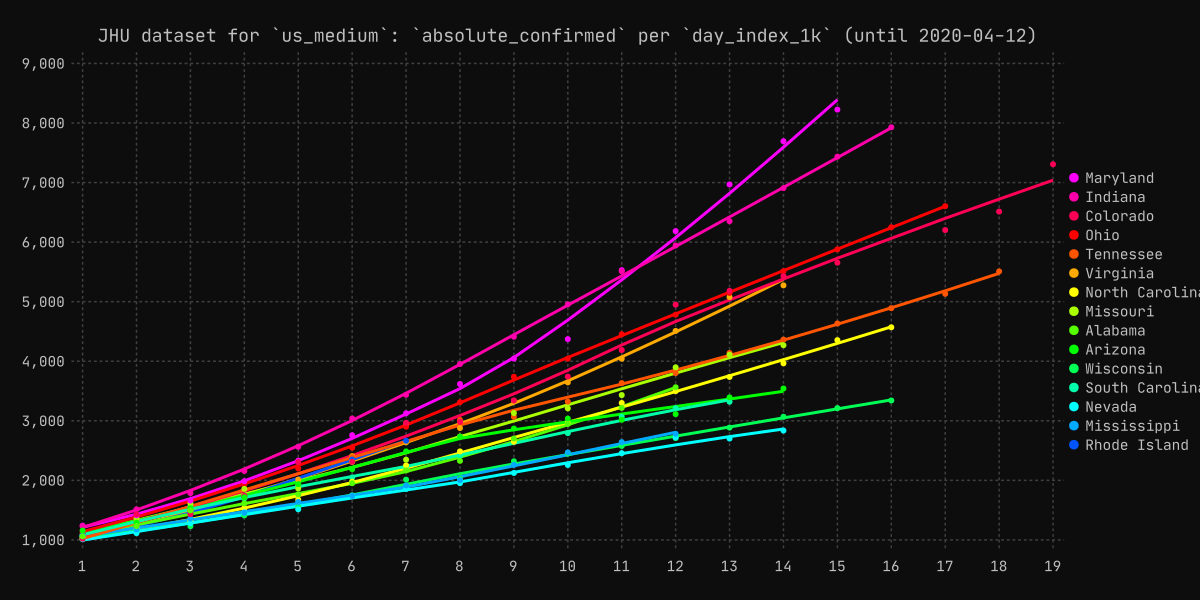 JHU dataset for `us_medium`: `absolute_confirmed` per `day_index_1k` (until 2020-04-12)
9,000
8,000
7,000
6,000
5,000
4,000
3,000
2,000
1,000
1 2 3 4 5 6 7 8 9 10 11 12 13 14 15 16 17 18 19
Maryland
Indiana
Colorado
Ohio
Tennessee
Virginia
North Carolina
Missouri
Alabama
Arizona
Wisconsin
South Carolina
Nevada
Mississippi
Rhode Island